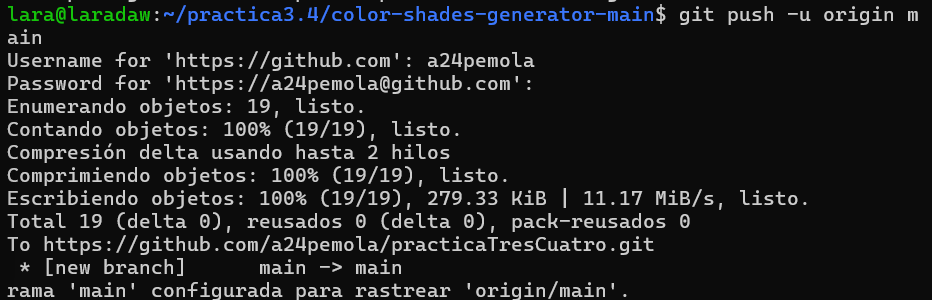 lara@laradaw:~/practica3.4/color-shades-generator-main$ git push -u origin m
ain
Username for 'https://github.com': a24pemola
Password for 'https://a24pemola@github.com':
Enumerando objetos: 19, listo.
Contando objetos: 100% (19/19), listo.
Compresión delta usando hasta 2 hilos
Comprimiendo objetos: 100% (19/19), listo.
Escribiendo objetos: 100% (19/19), 279.33 KiB | 11.17 MiB/s, listo.
Total 19 (delta 0), reusados 0 (delta 0), pack-reusados 0
To https://github.com/a24pemola/practicaTresCuatro.git
 * [new branch]      main -> main
rama 'main' configurada para rastrear 'origin/main'.